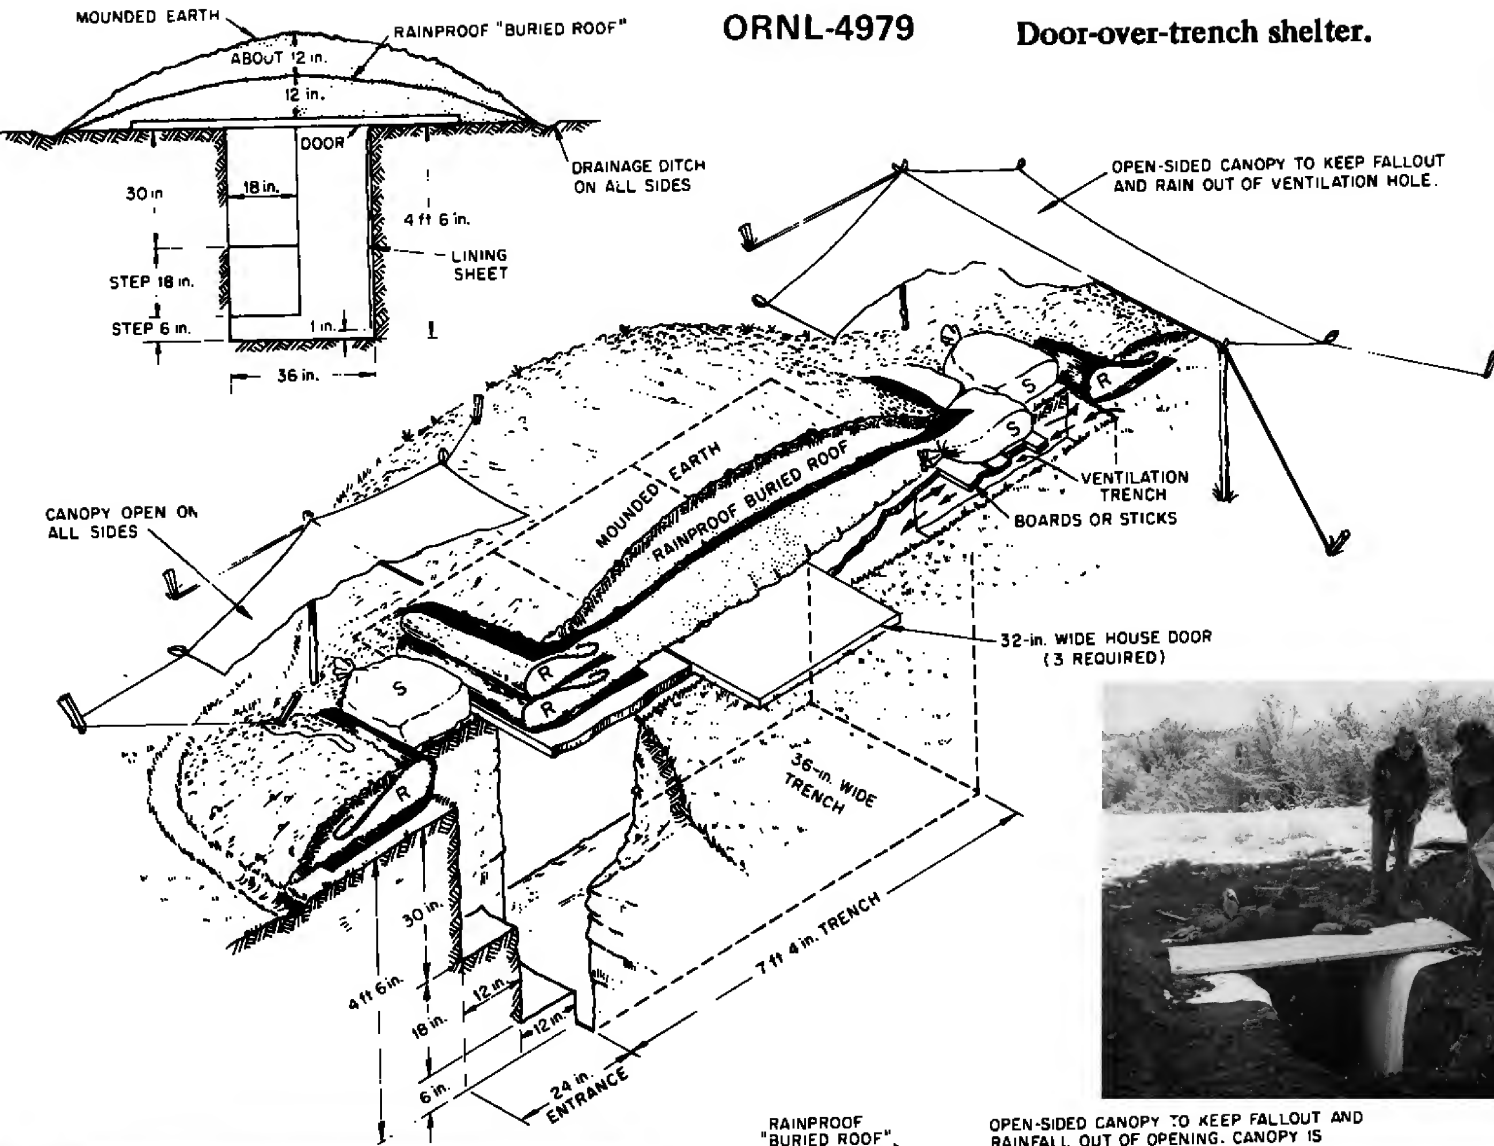 ORNL-4979
Door-over-trench shelter.
MOUNDED EARTH
RAINPROOF "BURIED ROOF"
ABOUT 12 in.
12 in.
DOOR
DRAINAGE DITCH
ON ALL SIDES
30 in
18 in.
4 ft 6 in.
LINING
SHEET
STEP 18 in.
STEP 6 in.
1 in.
36 in.
OPEN-SIDED CANOPY TO KEEP FALLOUT
AND RAIN OUT OF VENTILATION HOLE.
S
R
S
MOUNDED EARTH
RAINPROOF BURIED ROOF
VENTILATION
TRENCH
BOARDS OR STICKS
CANOPY OPEN ON
ALL SIDES
32-in. WIDE HOUSE DOOR
(3 REQUIRED)
S
R
R
R
36-in. WIDE
TRENCH
30 in.
4 ft 6 in.
18 in.
12 in.
12 in.
6 in.
24 in.
ENTRANCE
7 ft 4 in. TRENCH
RAINPROOF
"BURIED ROOF".
OPEN-SIDED CANOPY TO KEEP FALLOUT AND
RAINFALL OUT OF OPENING. CANOPY IS